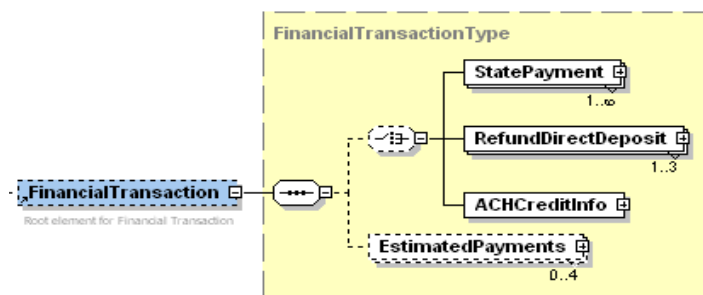 FinancialTransactionType
StatePayment
1..∞
RefundDirectDeposit
1..3
FinancialTransaction
Root element for Financial Transaction
ACHCreditInfo
EstimatedPayments
0..4